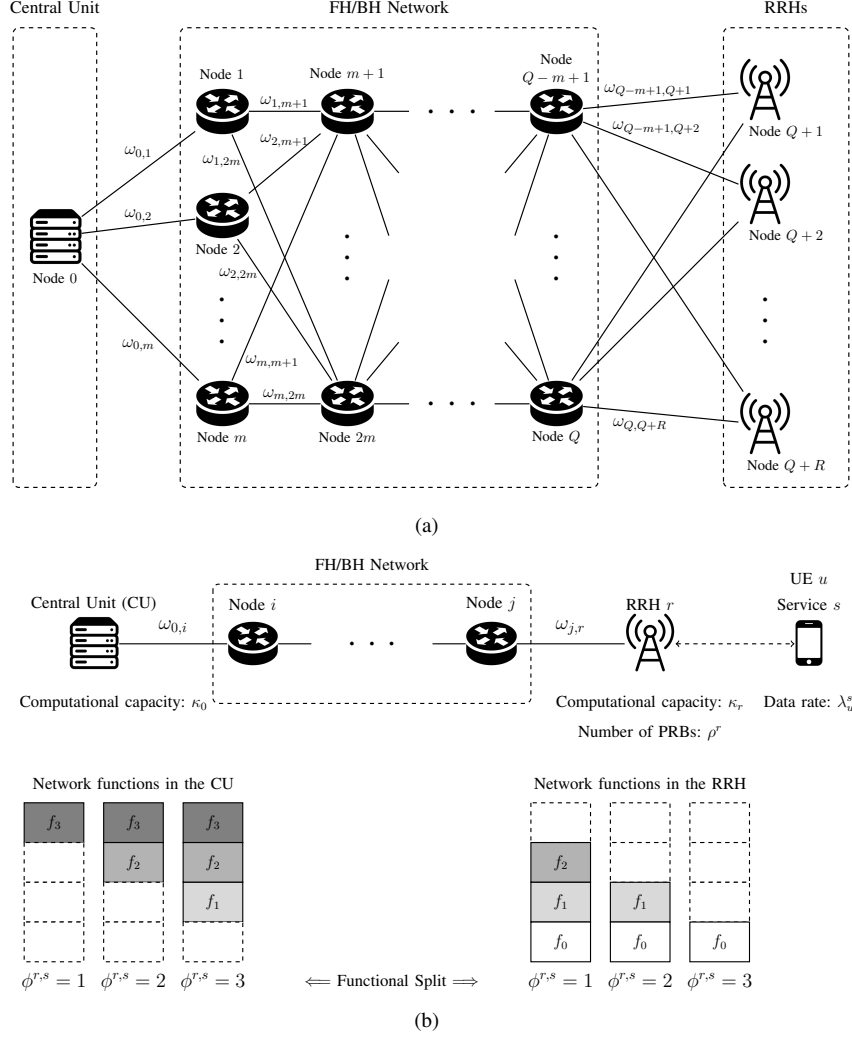 Central Unit
FH/BH Network
RRHs
Node 1
Node m + 1
Node
Q − m + 1
ω_{Q−m+1,Q+1}
ω_{1,m+1}
ω_{Q−m+1,Q+2}
Node Q + 1
ω_{0,1}
ω_{2,m+1}
ω_{1,2m}
ω_{0,2}
Node 2
Node Q + 2
Node 0
ω_{2,2m}
ω_{0,m}
ω_{m,m+1}
ω_{m,2m}
ω_{Q,Q+R}
Node m
Node 2m
Node Q
Node Q + R
(a)
FH/BH Network
UE u
Central Unit (CU)
Node i
Node j
RRH r
Service s
ω_{0,i}
ω_{j,r}
Computational capacity: κ_0
Computational capacity: κ_r
Data rate: λ_u^s
Number of PRBs: ρ^r
Network functions in the CU
Network functions in the RRH
f_3
f_3
f_3
f_2
f_2
f_2
f_1
f_1
f_1
f_0
f_0
f_0
ϕ^{r,s} = 1
ϕ^{r,s} = 2
ϕ^{r,s} = 3
⟸ Functional Split ⟹
ϕ^{r,s} = 1
ϕ^{r,s} = 2
ϕ^{r,s} = 3
(b)